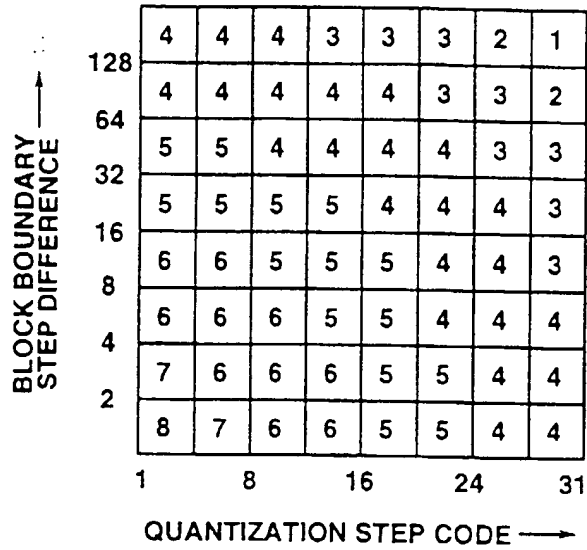 4 4 4 3 3 3 2 1
128
4 4 4 4 4 3 3 2
64
5 5 4 4 4 4 3 3
32
5 5 5 5 4 4 4 3
16
6 6 5 5 5 4 4 3
8
6 6 6 5 5 4 4 4
4
7 6 6 6 5 5 4 4
2
8 7 6 6 5 5 4 4
1 8 16 24 31
BLOCK BOUNDARY
STEP DIFFERENCE
QUANTIZATION STEP CODE